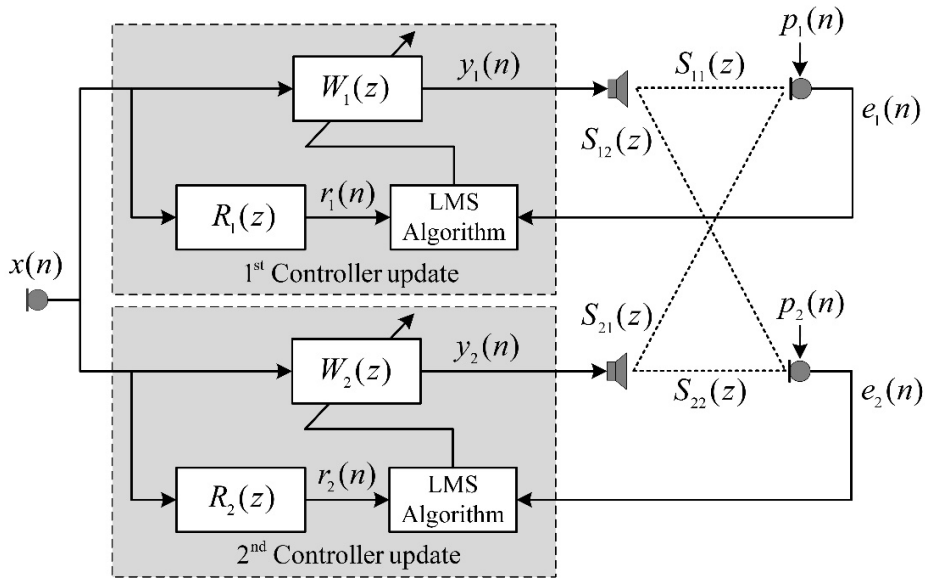 p₁(n)
W₁(z)
y₁(n)
S₁₁(z)
e₁(n)
S₁₂(z)
R₁(z)
r₁(n)
LMS
Algorithm
1ˢᵗ Controller update
x(n)
S₂₁(z)
p₂(n)
W₂(z)
y₂(n)
S₂₂(z)
e₂(n)
R₂(z)
r₂(n)
LMS
Algorithm
2ⁿᵈ Controller update